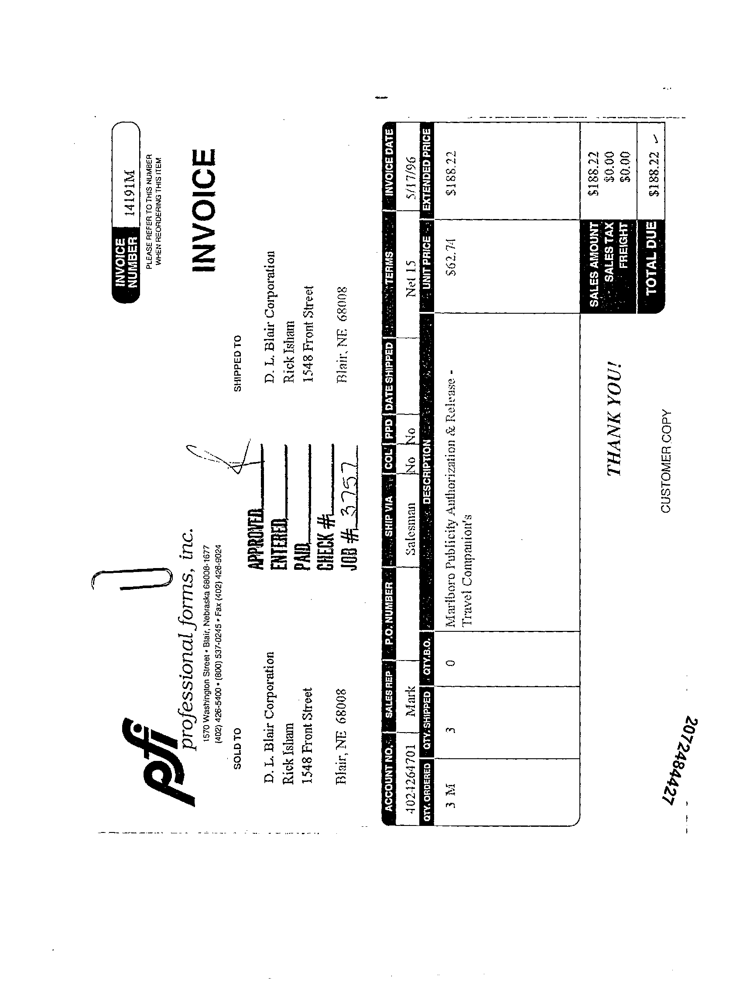 pfi
professional forms, inc.
1570 Washington Street • Blair, Nebraska 68008-1677
(402) 426-5400 • (800) 537-0245 • Fax (402) 426-9024
INVOICE NUMBER 14191M
PLEASE REFER TO THIS NUMBER
WHEN REORDERING THIS ITEM
INVOICE
SOLD TO
D. L. Blair Corporation
Rick Isham
1548 Front Street
Blair, NE 68008
APPROVED
ENTERED
PAID
CHECK #
JOB # 3757
SHIPPED TO
D. L. Blair Corporation
Rick Isham
1548 Front Street
Blair, NE 68008
ACCOUNT NO. SALES REP P.O. NUMBER SHIP VIA COL PPD DATE SHIPPED TERMS INVOICE DATE
4024264701 Mark Salesman No No Net 15 5/17/96
QTY. ORDERED QTY. SHIPPED QTY. B.O. DESCRIPTION UNIT PRICE EXTENDED PRICE
3 M 3 0 Marlboro Publicity Authorization & Release - $62.74 $188.22
Travel Companion's
SALES AMOUNT $188.22
SALES TAX $0.00
FREIGHT $0.00
THANK YOU!
TOTAL DUE $188.22
CUSTOMER COPY
2072484427